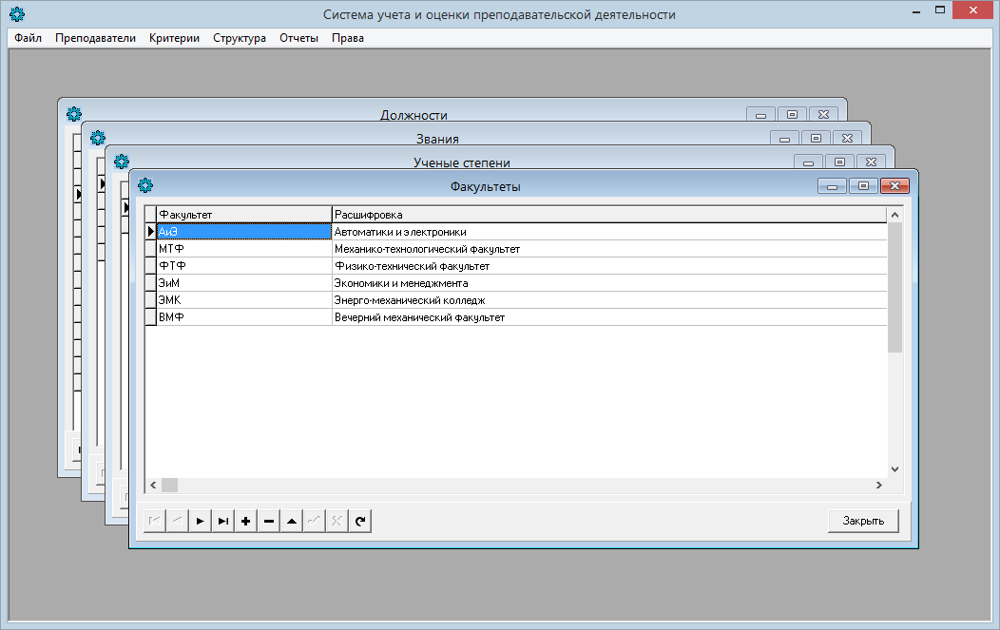 Система учета и оценки преподавательской деятельности
Файл Преподаватели Критерии Структура Отчеты Права
Должности
Звания
Ученые степени
Факультеты
Факультет Расшифровка
АиЭ Автоматики и электроники
МТФ Механико-технологический факультет
ФТФ Физико-технический факультет
ЭиМ Экономики и менеджмента
ЭМК Энерго-механический колледж
ВМФ Вечерний механический факультет
Закрыть